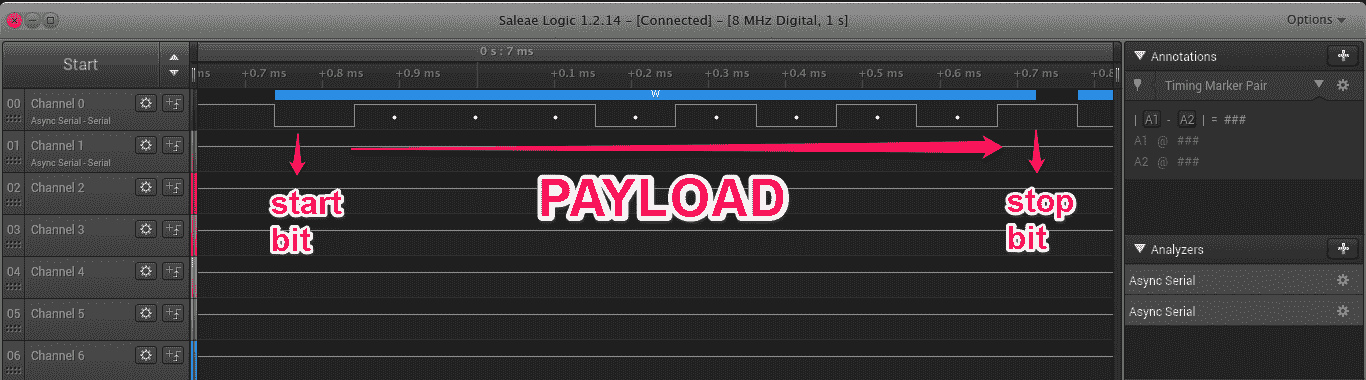 Saleae Logic 1.2.14 – [Connected] – [8 MHz Digital, 1 s]
Options
Start
0 s : 7 ms
ms
+0.7 ms
+0.8 ms
+0.9 ms
+0.1 ms
+0.2 ms
+0.3 ms
+0.4 ms
+0.5 ms
+0.6 ms
+0.7 ms
+0.8
Annotations
00
Channel 0
Async Serial - Serial
W
Timing Marker Pair
| A1 - A2 | = ###
A1 @ ###
A2 @ ###
01
Channel 1
Async Serial - Serial
02
Channel 2
start
bit
PAYLOAD
stop
bit
03
Channel 3
Analyzers
04
Channel 4
Async Serial
05
Channel 5
Async Serial
06
Channel 6